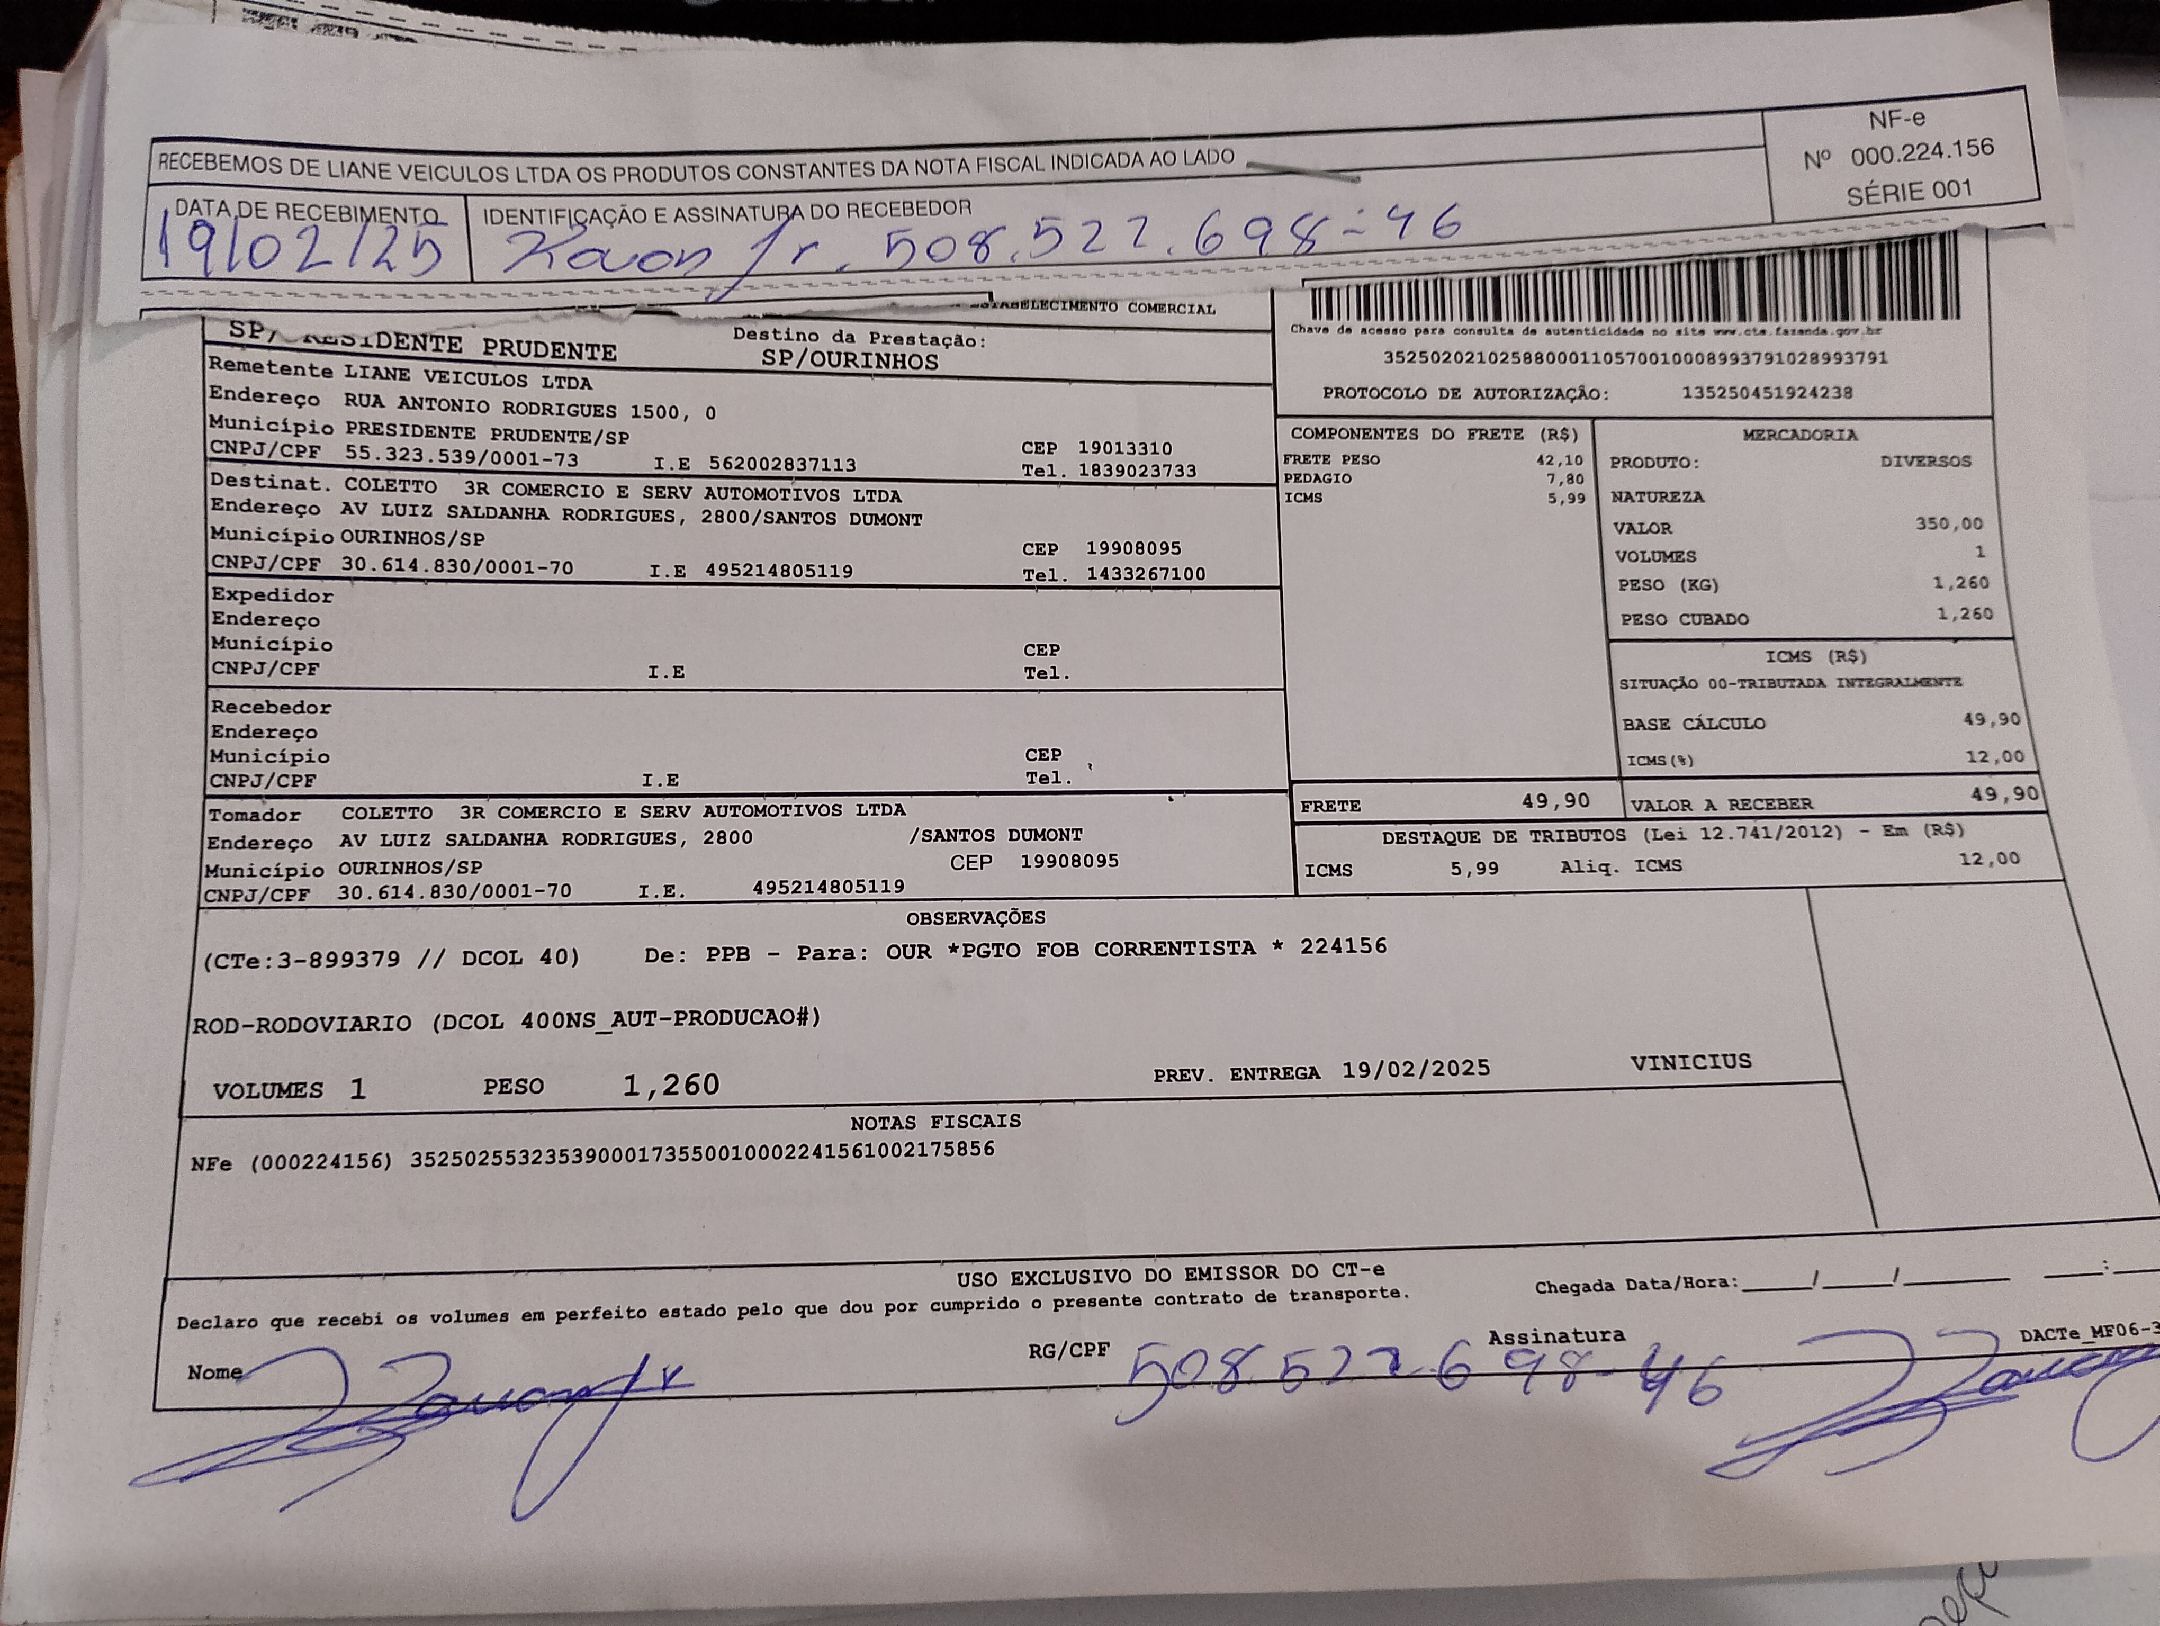 RECEBEMOS DE LIANE VEICULOS LTDA OS PRODUTOS CONSTANTES DA NOTA FISCAL INDICADA AO LADO
NF-e
Nº 000.224.156
SÉRIE 001
DATA DE RECEBIMENTO
19/02/25
IDENTIFICAÇÃO E ASSINATURA DO RECEBEDOR
Jr. 508.522.698-46
COMERCIAL
SP/ PRUDENTE
Destino da Prestação:
SP/OURINHOS
Remetente LIANE VEICULOS LTDA
Endereço RUA ANTONIO RODRIGUES 1500, 0
Município PRESIDENTE PRUDENTE/SP
CEP 19013310
CNPJ/CPF 55.323.539/0001-73 I.E 562002837113 Tel. 1839023733
Destinat. COLETTO 3R COMERCIO E SERV AUTOMOTIVOS LTDA
Endereço AV LUIZ SALDANHA RODRIGUES, 2800/SANTOS DUMONT
Município OURINHOS/SP CEP 19908095
CNPJ/CPF 30.614.830/0001-70 I.E 495214805119 Tel. 1433267100
Expedidor
Endereço
Município CEP
CNPJ/CPF I.E Tel.
Recebedor
Endereço
Município CEP
CNPJ/CPF I.E Tel.
Tomador COLETTO 3R COMERCIO E SERV AUTOMOTIVOS LTDA
Endereço AV LUIZ SALDANHA RODRIGUES, 2800 /SANTOS DUMONT
Município OURINHOS/SP CEP 19908095
CNPJ/CPF 30.614.830/0001-70 I.E. 495214805119
Chave de acesso para consulta de autenticidade no site www.cte.fazenda.gov.br
35250202102588000110570010008993791028993791
PROTOCOLO DE AUTORIZAÇÃO: 135250451924238
COMPONENTES DO FRETE (R$)
FRETE PESO 42,10
PEDAGIO 7,80
ICMS 5,99
MERCADORIA
PRODUTO: DIVERSOS
NATUREZA
VALOR 350,00
VOLUMES 1
PESO (KG) 1,260
PESO CUBADO 1,260
ICMS (R$)
SITUAÇÃO 00-TRIBUTADA INTEGRALMENTE
BASE CÁLCULO 49,90
ICMS(%) 12,00
FRETE 49,90
VALOR A RECEBER 49,90
DESTAQUE DE TRIBUTOS (Lei 12.741/2012) - Em (R$)
ICMS 5,99 Aliq. ICMS 12,00
OBSERVAÇÕES
(CTe:3-899379 // DCOL 40) De: PPB - Para: OUR *PGTO FOB CORRENTISTA * 224156
ROD-RODOVIARIO (DCOL 400NS_AUT-PRODUCAO#)
VOLUMES 1 PESO 1,260 PREV. ENTREGA 19/02/2025 VINICIUS
NOTAS FISCAIS
NFe (000224156) 35250255323539000173550010002241561002175856
USO EXCLUSIVO DO EMISSOR DO CT-e
Declaro que recebi os volumes em perfeito estado pelo que dou por cumprido o presente contrato de transporte.
Chegada Data/Hora:____/____/______ ____:
Nome
RG/CPF 508.522.698-46
Assinatura
DACTe_MF06-3